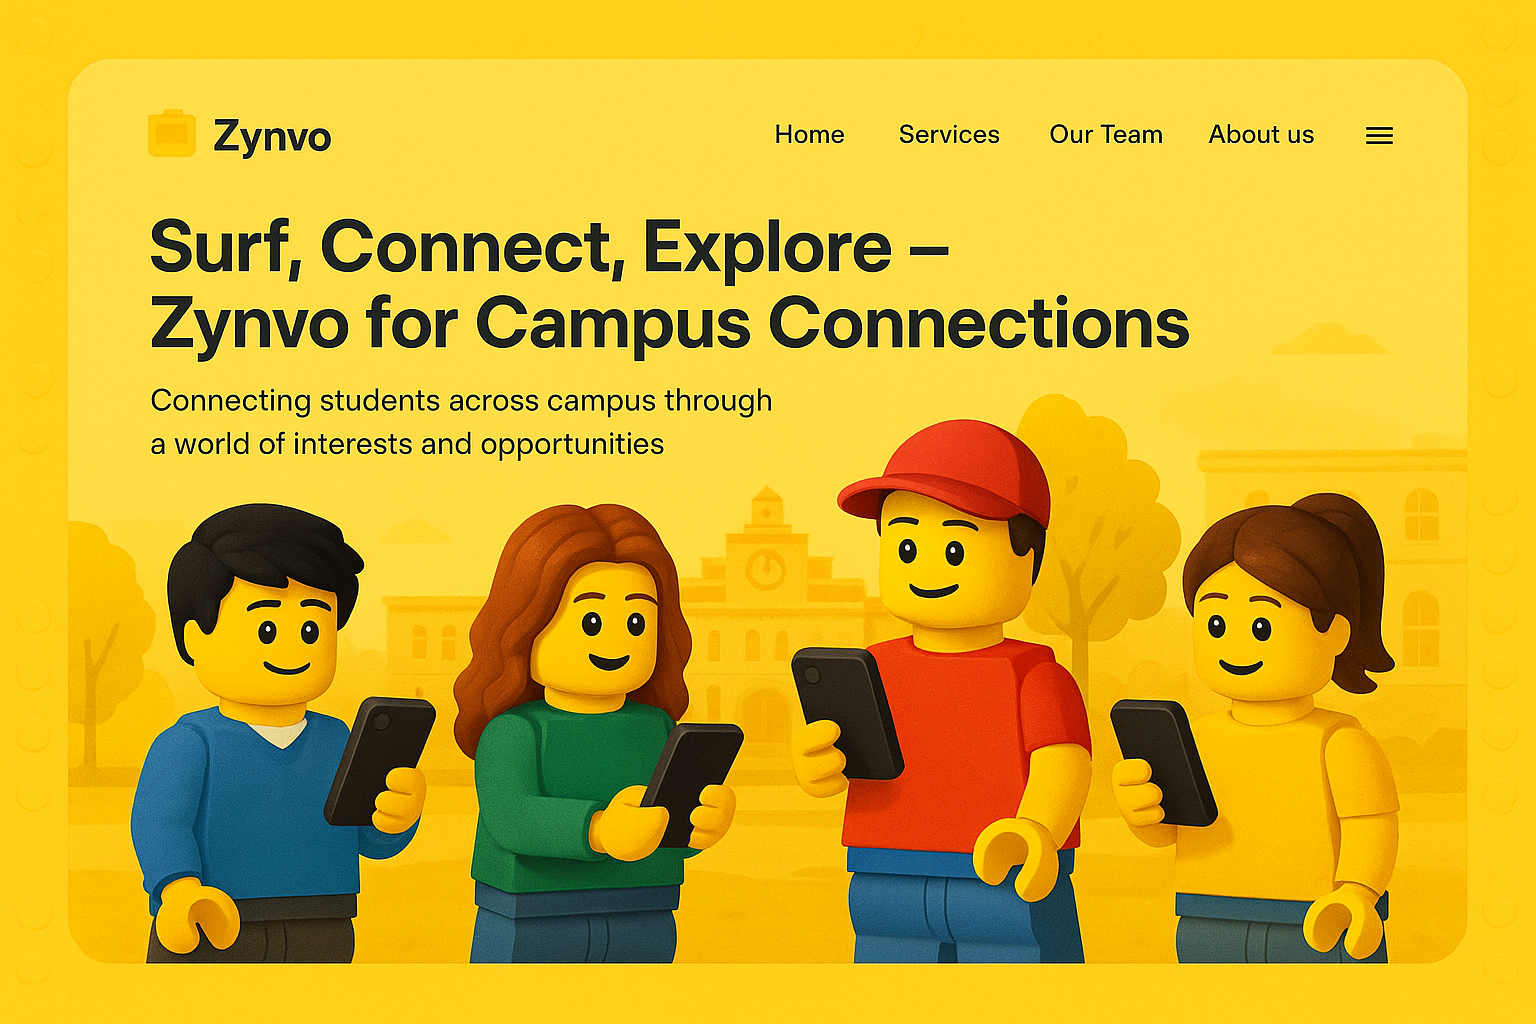 Zynvo
Home Services Our Team About us
Surf, Connect, Explore –
Zynvo for Campus Connections
Connecting students across campus through
a world of interests and opportunities